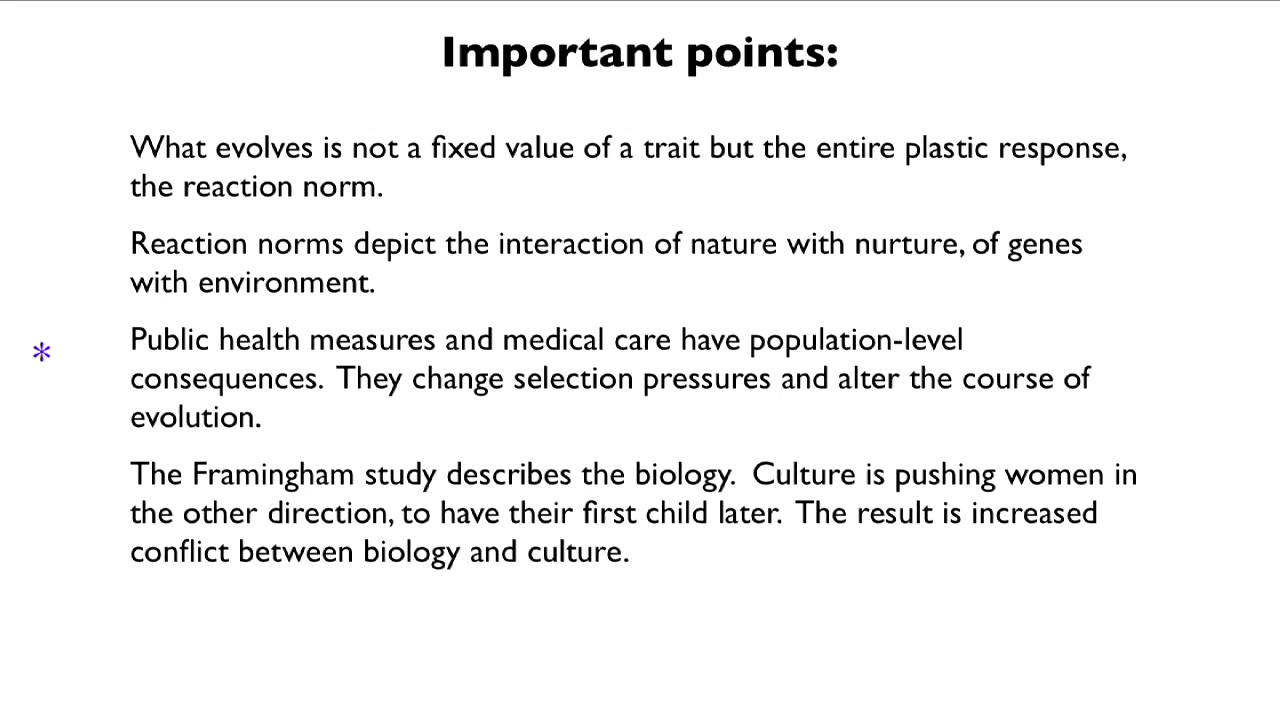 Important points:
What evolves is not a fixed value of a trait but the entire plastic response,
the reaction norm.
Reaction norms depict the interaction of nature with nurture, of genes
with environment.
* Public health measures and medical care have population-level
consequences. They change selection pressures and alter the course of
evolution.
The Framingham study describes the biology. Culture is pushing women in
the other direction, to have their first child later. The result is increased
conflict between biology and culture.